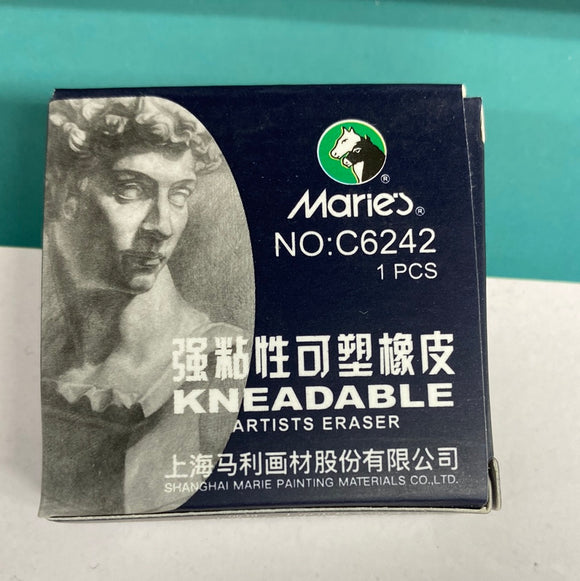 ®
Marie's®
NO:C6242
1 PCS
强粘性可塑橡皮
KNEADABLE
ARTISTS ERASER
上海马利画材股份有限公司
SHANGHAI MARIE PAINTING MATERIALS CO.,LTD.